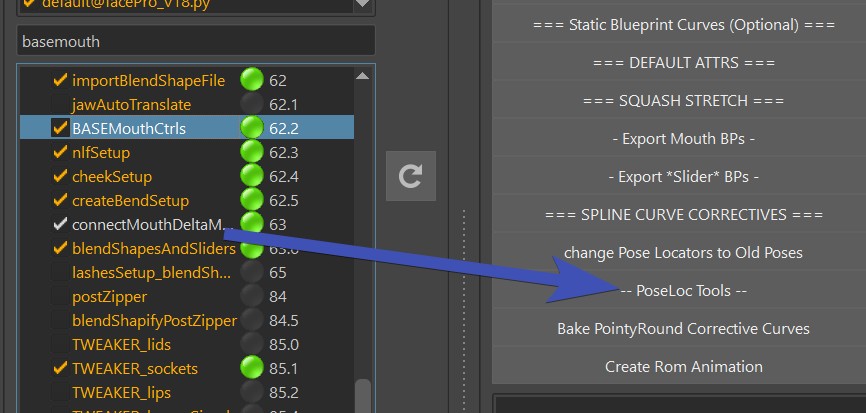 default@facePro_v18.py
basemouth
importBlendShapeFile 62
jawAutoTranslate 62.1
BASEMouthCtrls 62.2
nlfSetup 62.3
cheekSetup 62.4
createBendSetup 62.5
connectMouthDeltaM... 63
blendShapesAndSliders
lashesSetup_blendSh... 65
postZipper 84
blendShapifyPostZipper 84.5
TWEAKER_lids 85.0
TWEAKER_sockets 85.1
TWEAKER_lips 85.2
=== Static Blueprint Curves (Optional) ===
=== DEFAULT ATTRS ===
=== SQUASH STRETCH ===
- Export Mouth BPs -
- Export *Slider* BPs -
=== SPLINE CURVE CORRECTIVES ===
change Pose Locators to Old Poses
-- PoseLoc Tools --
Bake PointyRound Corrective Curves
Create Rom Animation